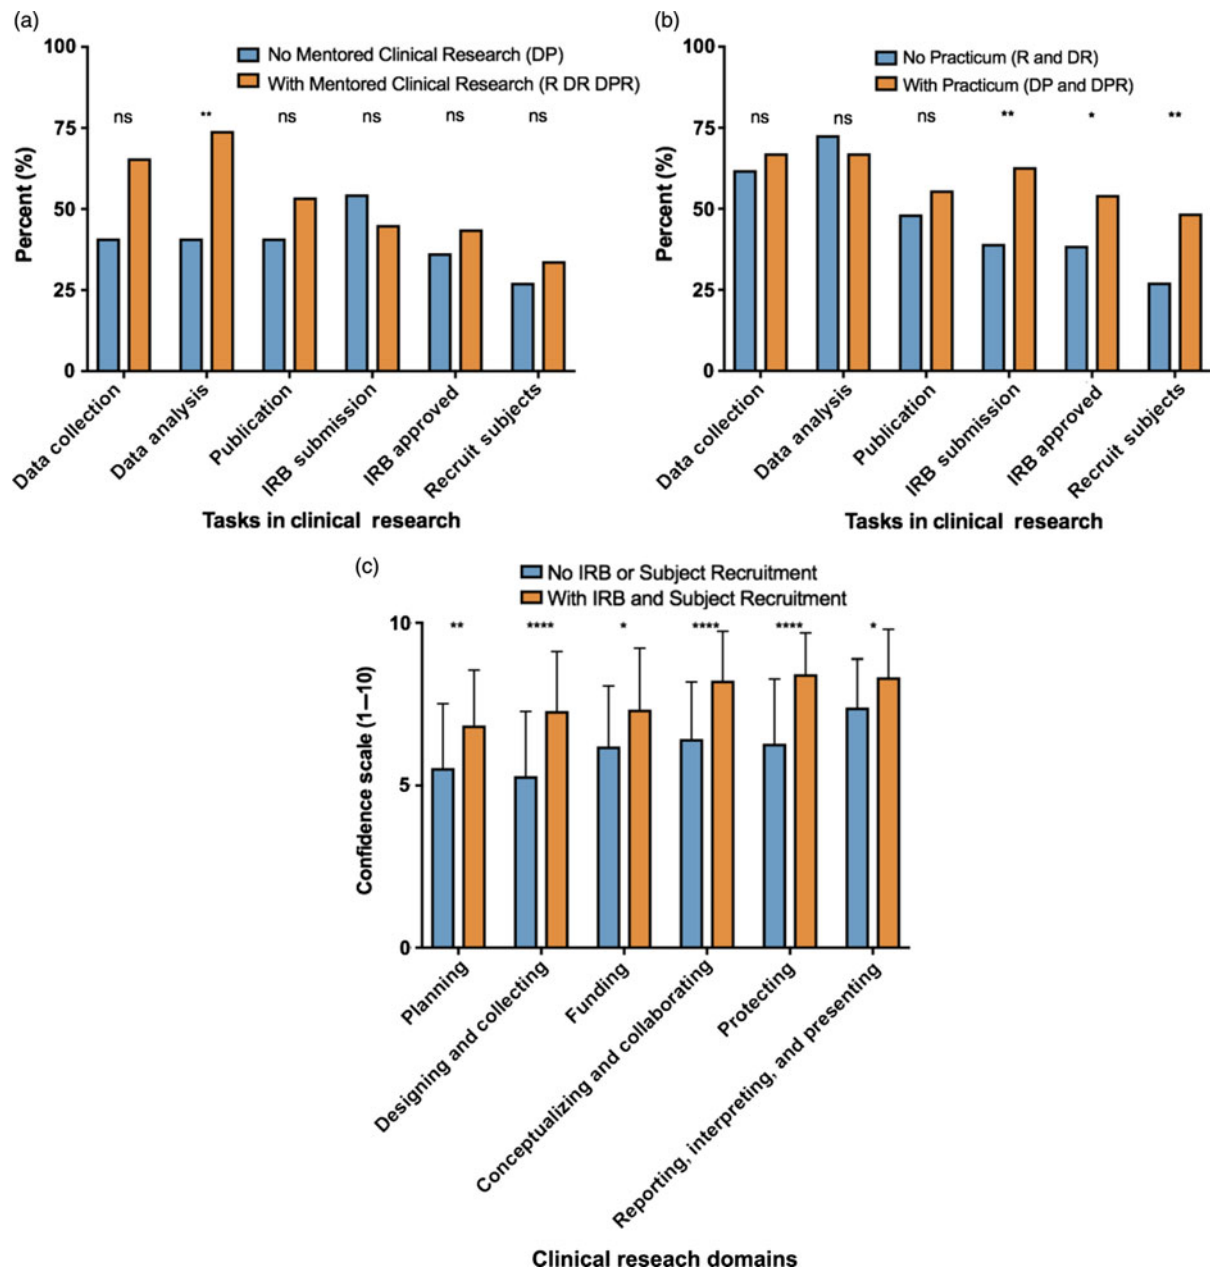 (a)
No Mentored Clinical Research (DP)
With Mentored Clinical Research (R DR DPR)
100
75
50
25
0
Percent (%)
ns
**
ns
ns
ns
ns
Data collection
Data analysis
Publication
IRB submission
IRB approved
Recruit subjects
Tasks in clinical research
(b)
No Practicum (R and DR)
With Practicum (DP and DPR)
100
75
50
25
0
Percent (%)
ns
ns
ns
**
*
**
Data collection
Data analysis
Publication
IRB submission
IRB approved
Recruit subjects
Tasks in clinical research
(c)
No IRB or Subject Recruitment
With IRB and Subject Recruitment
10
5
0
Confidence scale (1–10)
**
****
*
****
****
*
Planning
Designing and collecting
Funding
Conceptualizing and collaborating
Protecting
Reporting, interpreting, and presenting
Clinical reseach domains